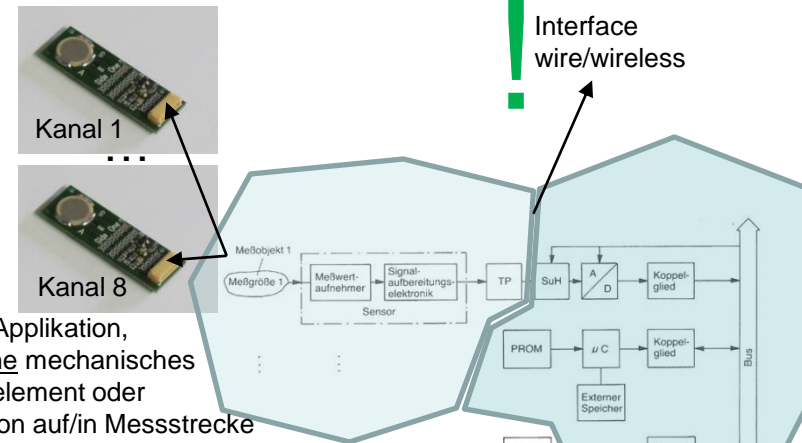 !
Interface
wire/wireless
Kanal 1
...
Kanal 8
Applikation,
mechanisches
element oder
on auf/in Messstrecke
Meßobjekt 1
Meßgröße 1
Meßwert-
aufnehmer
Signal-
aufbereitungs-
elektronik
Sensor
TP
SuH
A
D
Koppel-
glied
PROM
μC
Koppel-
glied
Externer
Speicher
Bus